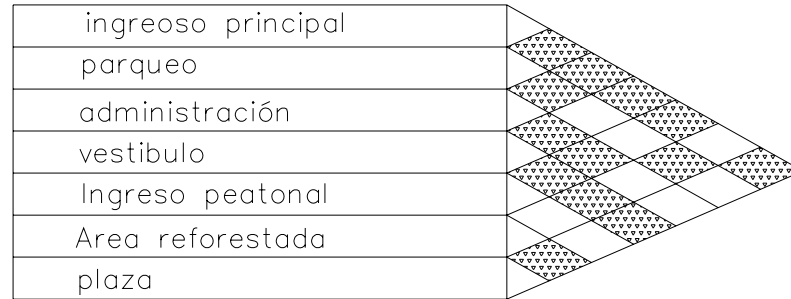 ingreoso principal
parqueo
administración
vestibulo
Ingreso peatonal
Area reforestada
plaza